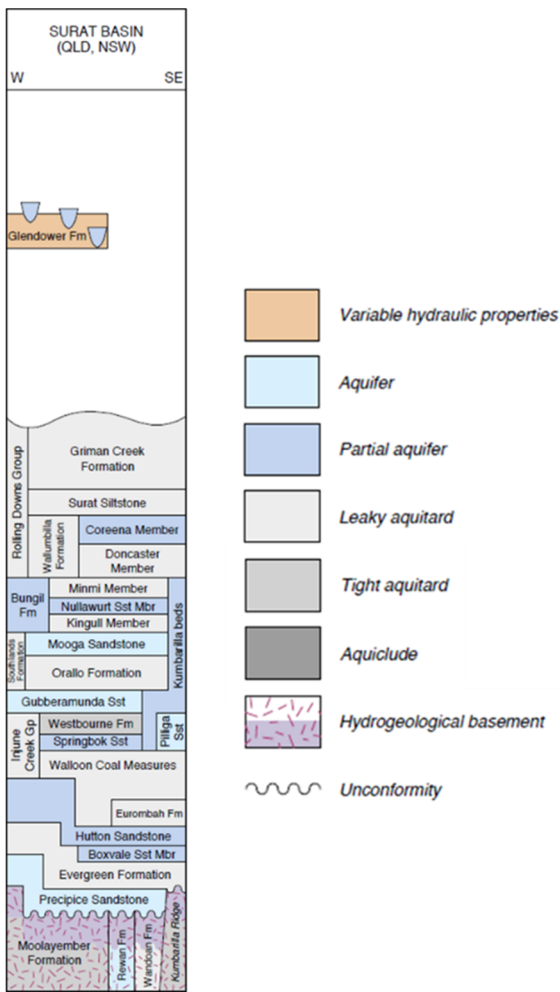 SURAT BASIN
(QLD, NSW)
W
SE
Glendower Fm
Rolling Downs Group
Griman Creek
Formation
Surat Siltstone
Wallumbilla
Formation
Coreena Member
Doncaster
Member
Bungil
Fm
Minmi Member
Nullawurt Sst Mbr
Kingull Member
Kumbarilla beds
Southlands
Formation
Mooga Sandstone
Orallo Formation
Gubberamunda Sst
Injune
Creek Gp
Westbourne Fm
Springbok Sst
Pilliga
Sst
Walloon Coal Measures
Eurombah Fm
Hutton Sandstone
Boxvale Sst Mbr
Evergreen Formation
Precipice Sandstone
Moolayember
Formation
Rewan Fm
Wandoan Fm
Kumbarilla Ridge
Variable hydraulic properties
Aquifer
Partial aquifer
Leaky aquitard
Tight aquitard
Aquiclude
Hydrogeological basement
Unconformity